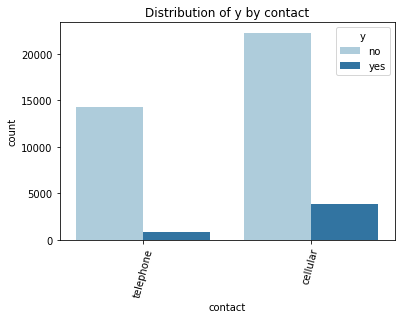 Distribution of y by contact
y
no
yes
20000
15000
10000
5000
0
count
telephone
cellular
contact